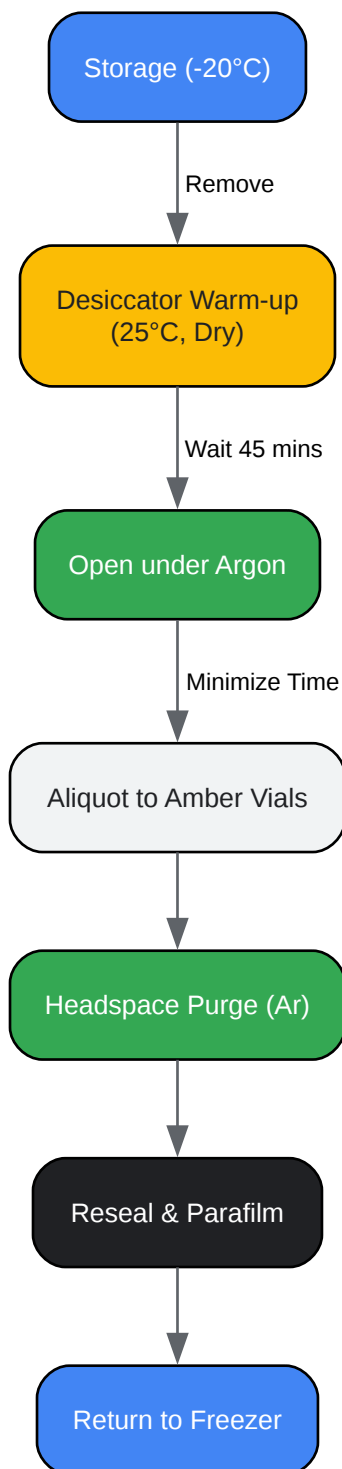 Storage (-20°C)
Remove
Desiccator Warm-up
(25°C, Dry)
Wait 45 mins
Open under Argon
Minimize Time
Aliquot to Amber Vials
Headspace Purge (Ar)
Reseal & Parafilm
Return to Freezer